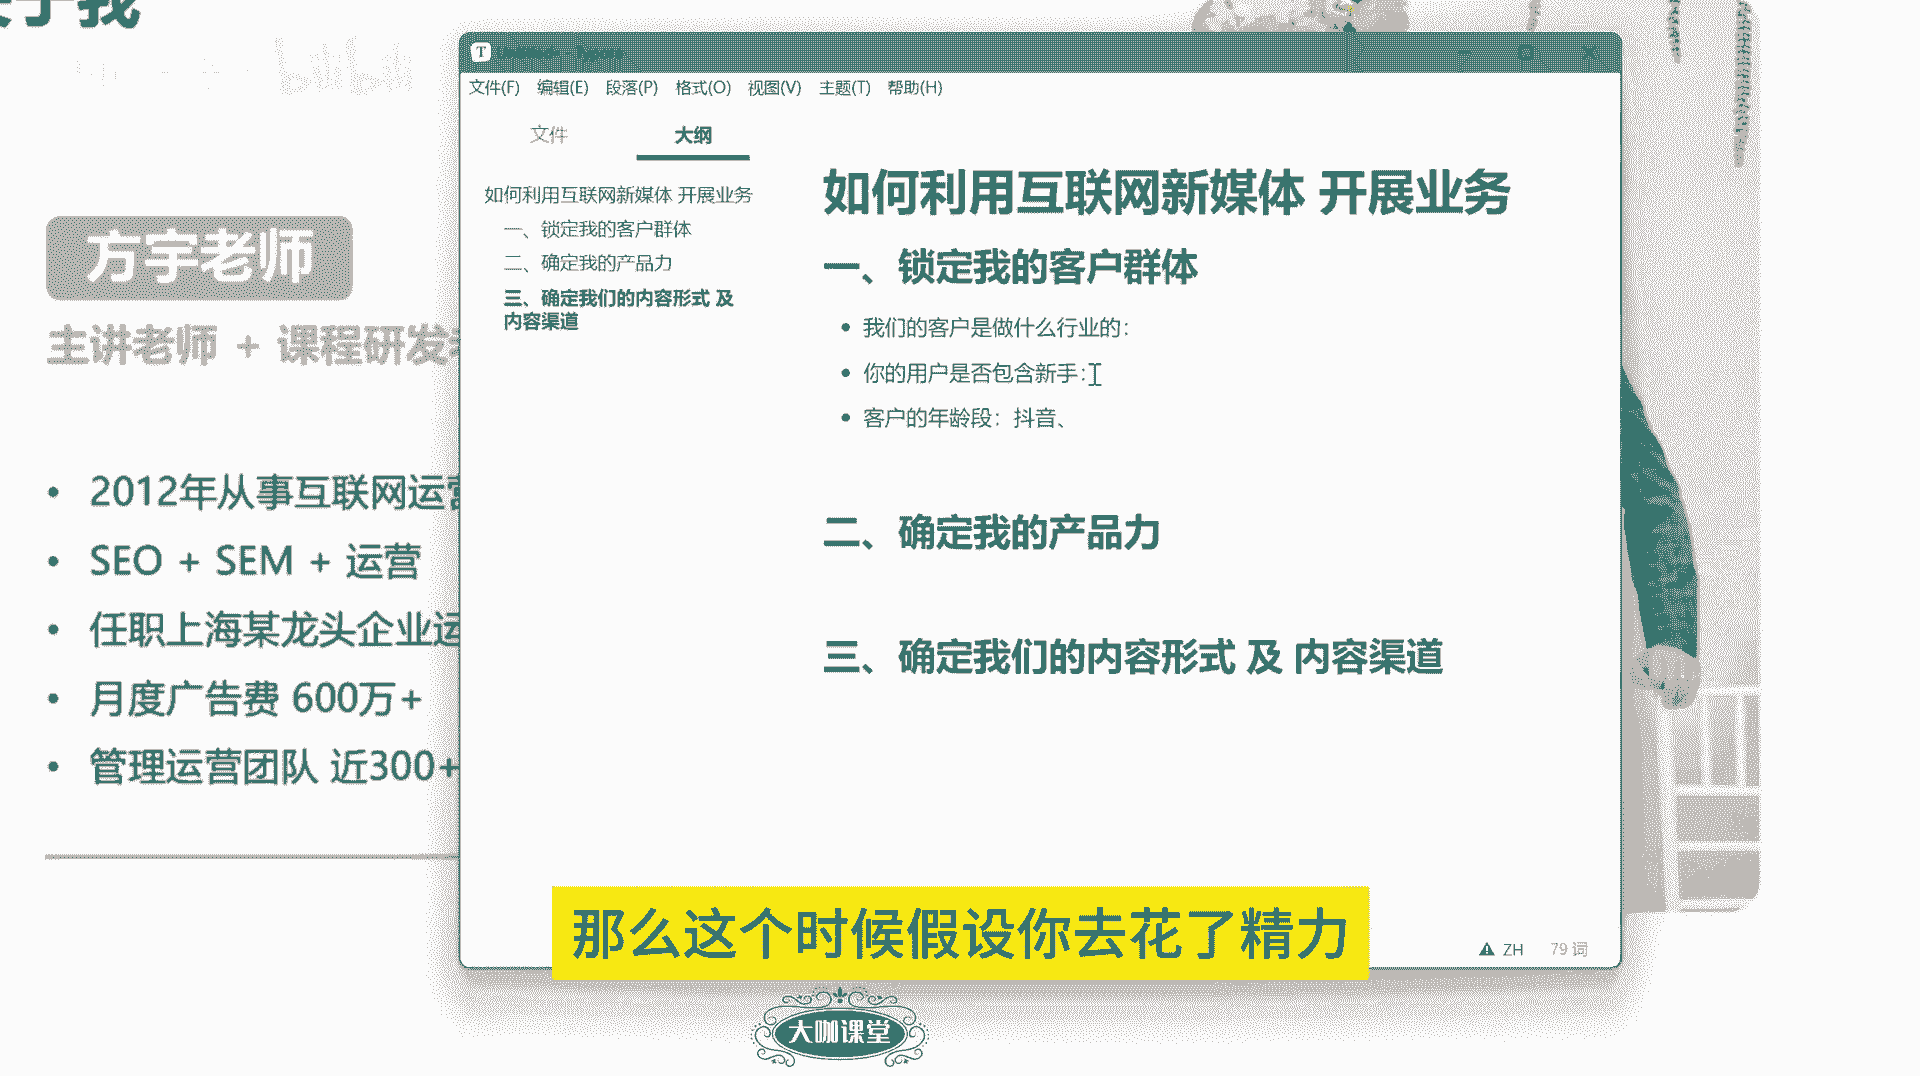 bilibili
方宇老师
主讲老师 + 课程研发
2012年从事互联网运营
SEO + SEM + 运营
任职上海某龙头企业运
月度广告费 600万+
管理运营团队 近300+
文件(F) 编辑(E) 段落(P) 格式(O) 视图(V) 主题(T) 帮助(H)
文件 大纲
如何利用互联网新媒体 开展业务
一、锁定我的客户群体
二、确定我的产品力
三、确定我们的内容形式 及
内容渠道
如何利用互联网新媒体 开展业务
一、锁定我的客户群体
我们的客户是做什么行业的：
你的用户是否包含新手：
客户的年龄段：抖音、
二、确定我的产品力
三、确定我们的内容形式 及 内容渠道
ZH 79 词
那么这个时候假设你去花了精力
大咖课堂